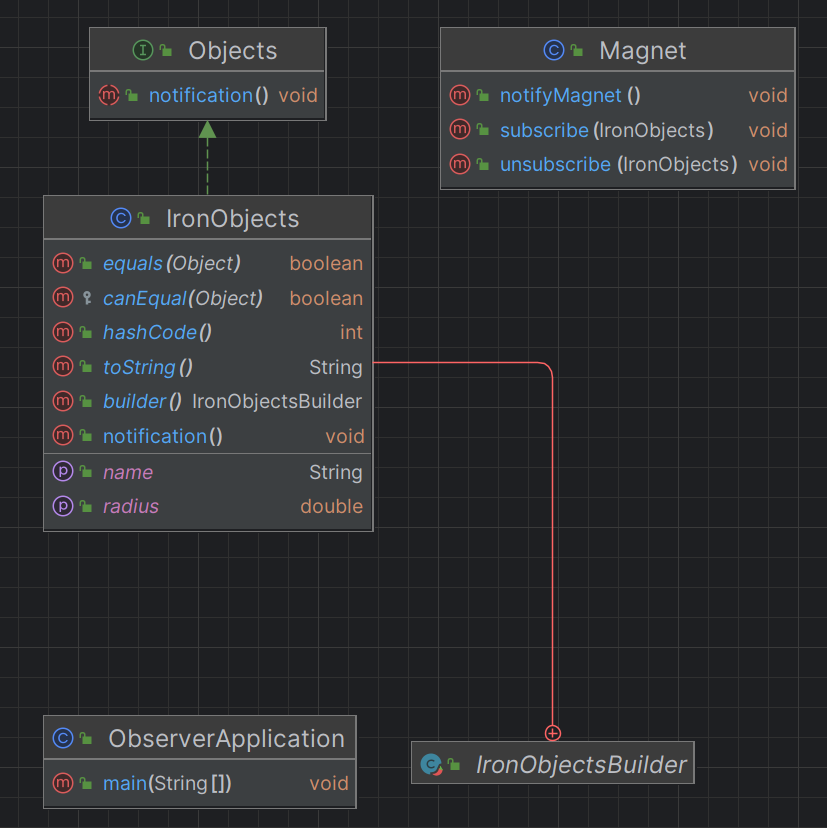 Objects
notification() void
Magnet
notifyMagnet () void
subscribe(IronObjects) void
unsubscribe (IronObjects) void
IronObjects
equals(Object) boolean
canEqual(Object) boolean
hashCode() int
toString() String
builder() IronObjectsBuilder
notification() void
name String
radius double
ObserverApplication
main(String[]) void
IronObjectsBuilder